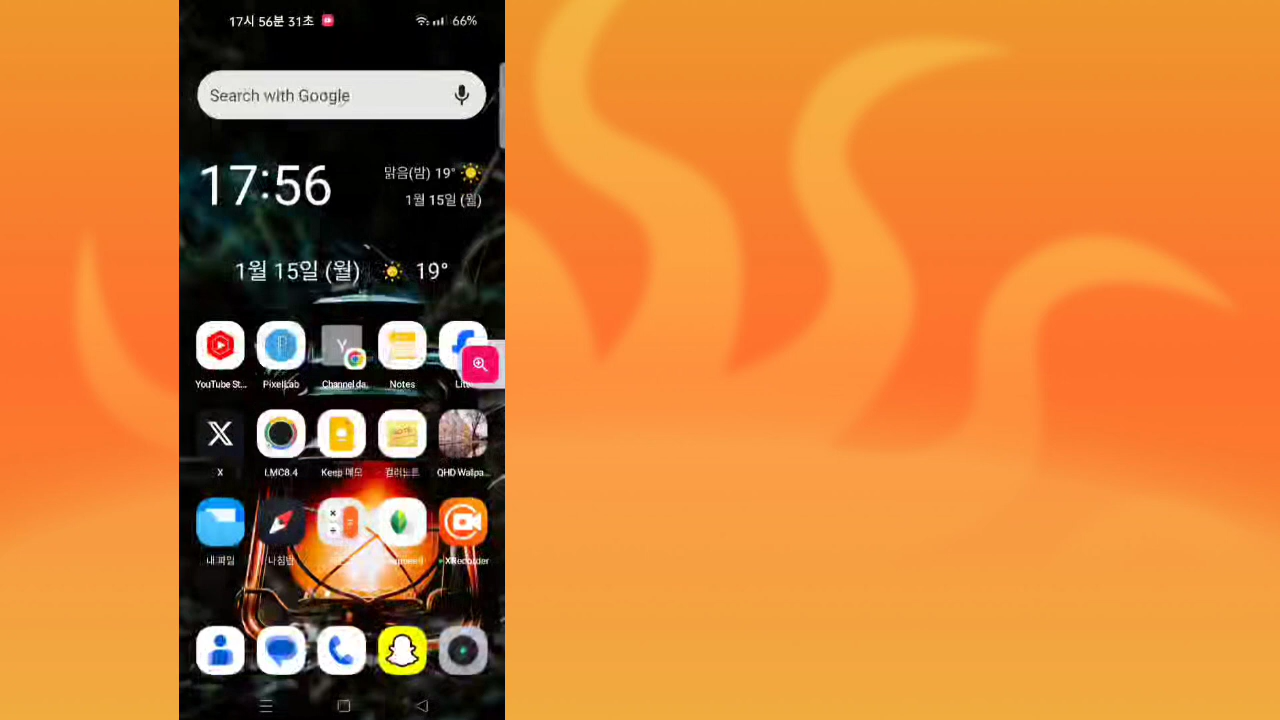 17시 56분 31초
66%
Search with Google
17:56
맑음(밤) 19°
1월 15일 (월)
1월 15일 (월) 19°
YouTube St...
PixelLab
Channel da.
Notes
Y
X
LMC8.4
Keep 메모
컬러노트
QHD Wallpa...
내 파일
나침반
XRecorder